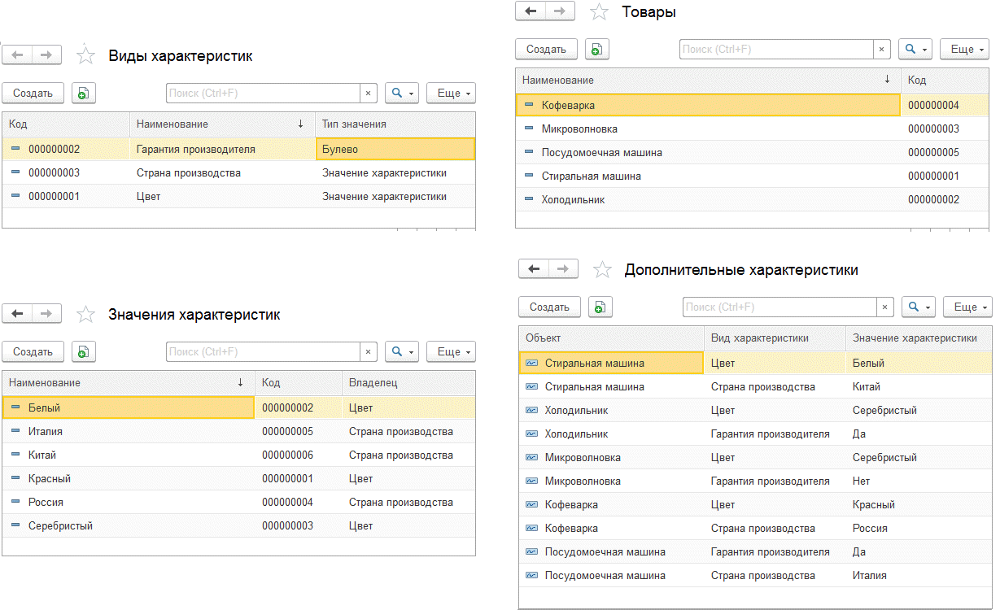 Виды характеристик
Создать Поиск (Ctrl+F) × Еще
Код Наименование ↓ Тип значения
000000002 Гарантия производителя Булево
000000003 Страна производства Значение характеристики
000000001 Цвет Значение характеристики
Товары
Создать Поиск (Ctrl+F) × Еще
Наименование ↓ Код
Кофеварка 000000004
Микроволновка 000000003
Посудомоечная машина 000000005
Стиральная машина 000000001
Холодильник 000000002
Значения характеристик
Создать Поиск (Ctrl+F) × Еще
Наименование ↓ Код Владелец
Белый 000000002 Цвет
Италия 000000005 Страна производства
Китай 000000006 Страна производства
Красный 000000001 Цвет
Россия 000000004 Страна производства
Серебристый 000000003 Цвет
Дополнительные характеристики
Создать Поиск (Ctrl+F) × Еще
Объект Вид характеристики Значение характеристики
Стиральная машина Цвет Белый
Стиральная машина Страна производства Китай
Холодильник Цвет Серебристый
Холодильник Гарантия производителя Да
Микроволновка Цвет Серебристый
Микроволновка Гарантия производителя Нет
Кофеварка Цвет Красный
Кофеварка Страна производства Россия
Посудомоечная машина Гарантия производителя Да
Посудомоечная машина Страна производства Италия